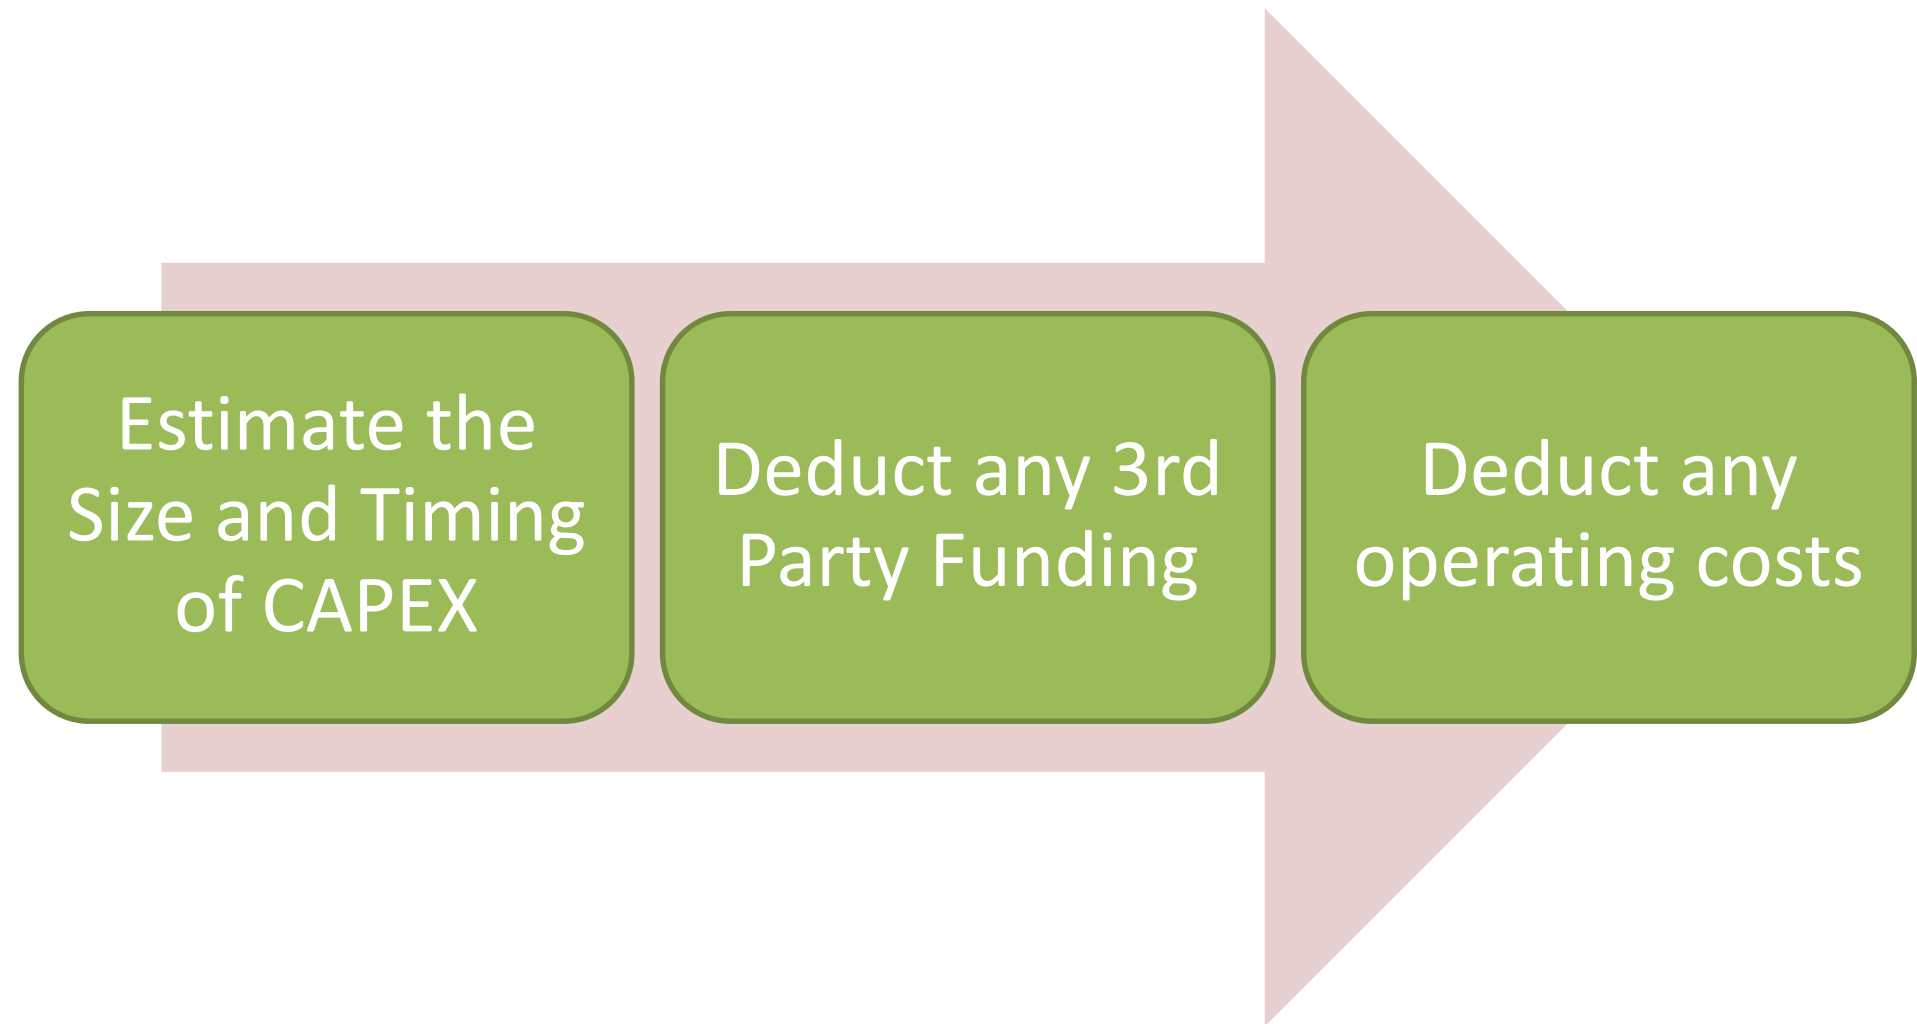 Estimate the
Size and Timing
of CAPEX
Deduct any 3rd
Party Funding
Deduct any
operating costs